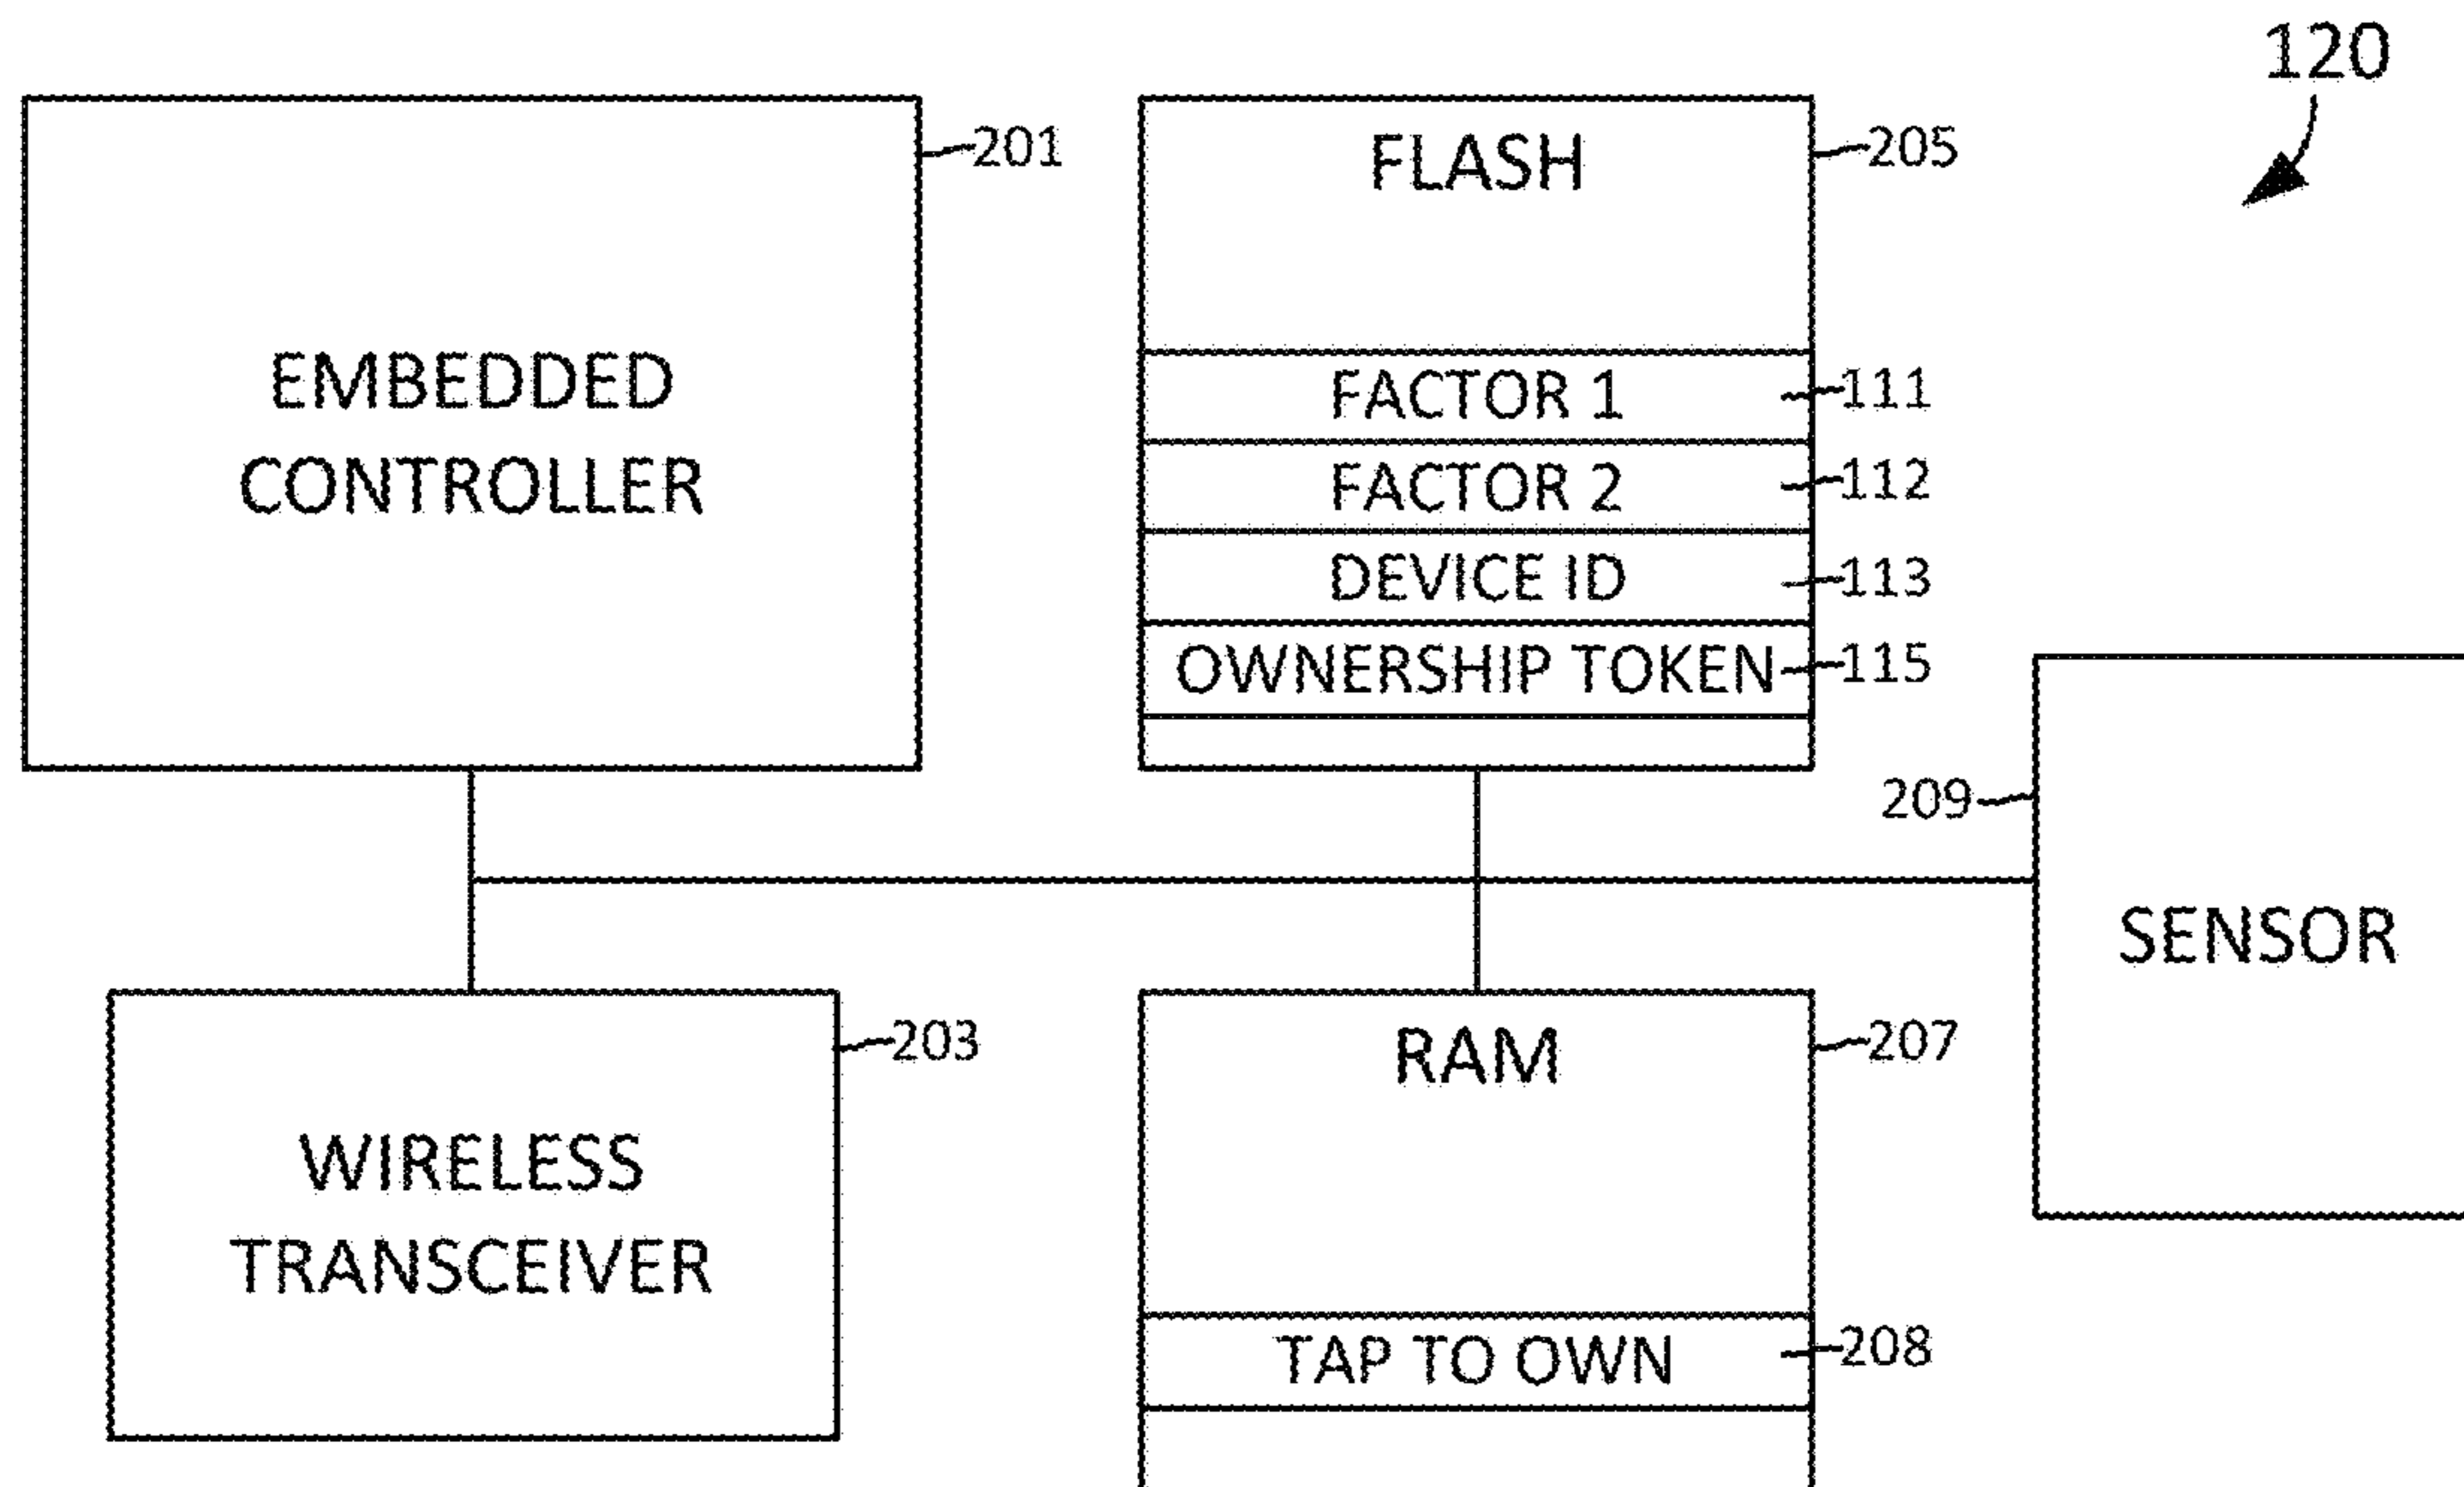 120
EMBEDDED
CONTROLLER
201
FLASH
205
FACTOR 1
111
FACTOR 2
112
DEVICE ID
113
OWNERSHIP TOKEN
115
209
SENSOR
WIRELESS
TRANSCEIVER
203
RAM
207
TAP TO OWN
208